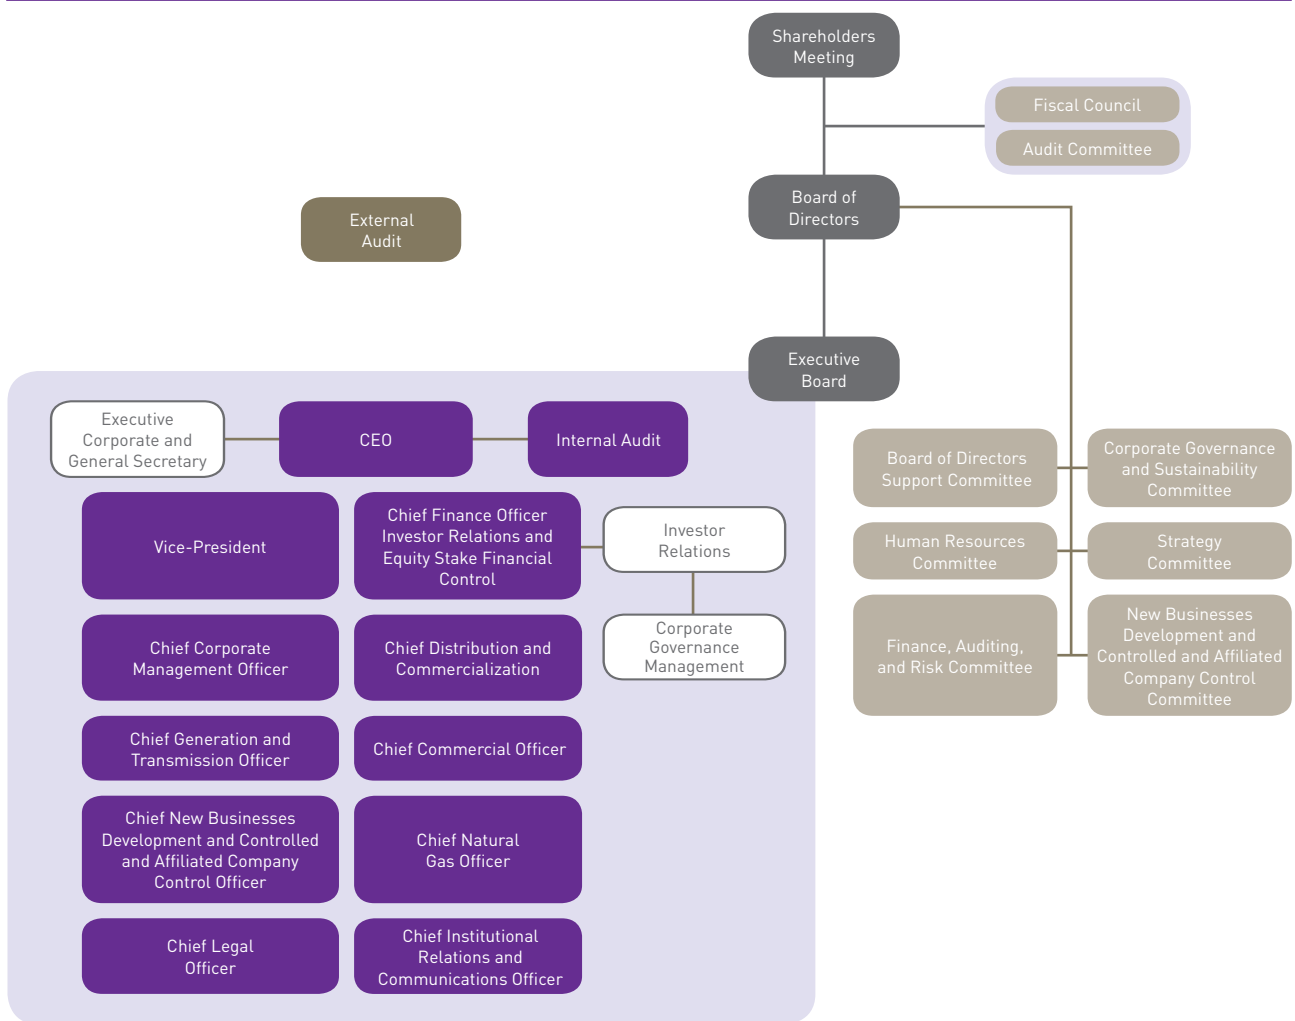 Shareholders
Meeting
Fiscal Council
Audit Committee
Board of
Directors
External
Audit
Executive
Board
Executive
Corporate and
General Secretary
CEO
Internal Audit
Vice-President
Chief Finance Officer
Investor Relations and
Equity Stake Financial
Control
Investor
Relations
Chief Corporate
Management Officer
Chief Distribution and
Commercialization
Corporate
Governance
Management
Chief Generation and
Transmission Officer
Chief Commercial Officer
Chief New Businesses
Development and Controlled
and Affiliated Company
Control Officer
Chief Natural
Gas Officer
Chief Legal
Officer
Chief Institutional
Relations and
Communications Officer
Board of Directors
Support Committee
Corporate Governance
and Sustainability
Committee
Human Resources
Committee
Strategy
Committee
Finance, Auditing,
and Risk Committee
New Businesses
Development and
Controlled and Affiliated
Company Control
Committee